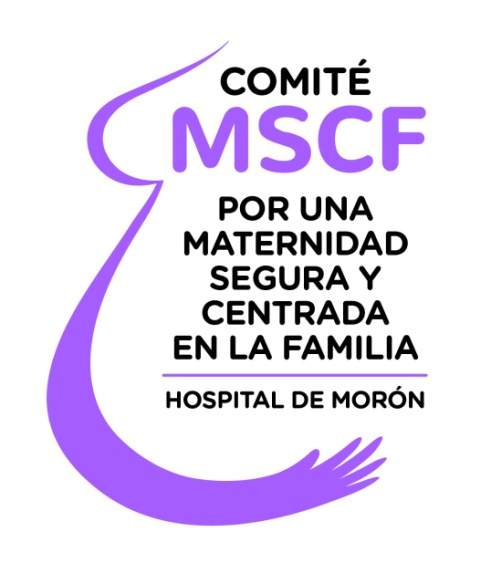 COMITÉ
MSCF
POR UNA
MATERNIDAD
SEGURA Y
CENTRADA
EN LA FAMILIA
HOSPITAL DE MORÓN